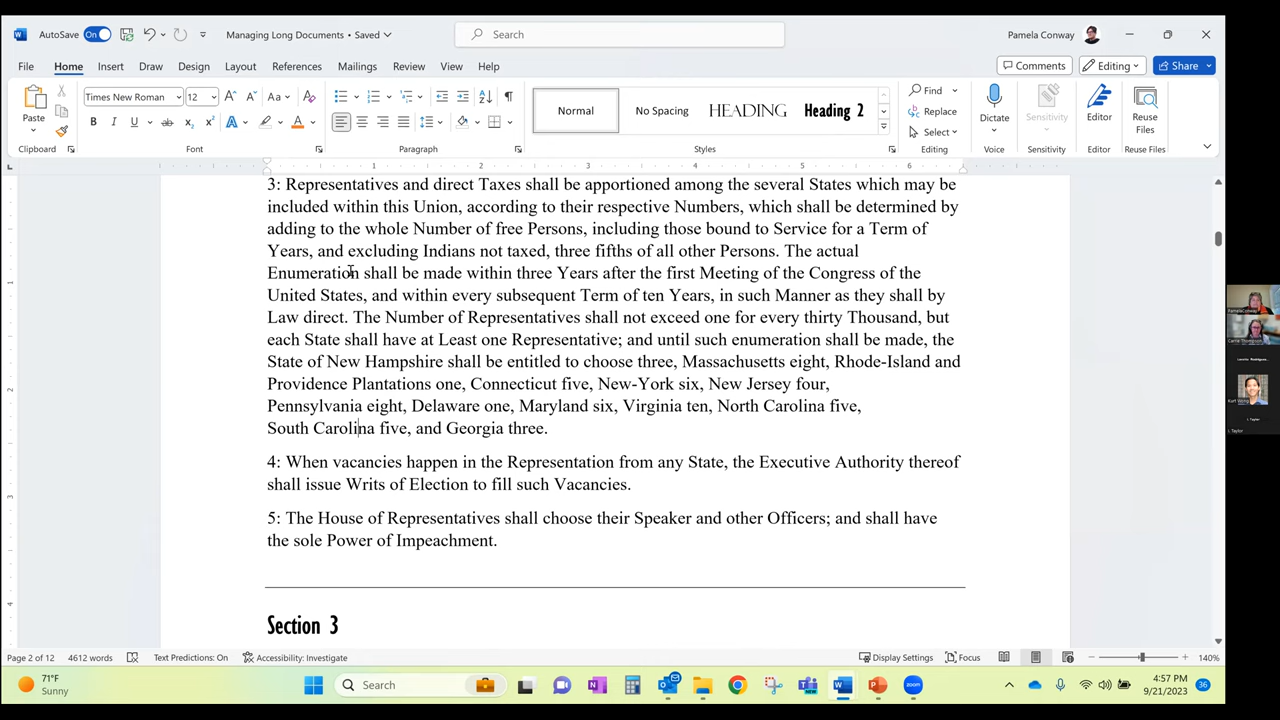 AutoSave On Managing Long Documents • Saved Search Pamela Conway
File Home Insert Draw Design Layout References Mailings Review View Help Comments Editing Share
Paste Times New Roman 12 Normal No Spacing HEADING Heading 2 Find Replace Select Dictate Sensitivity Editor Reuse Files
Clipboard Font Paragraph Styles Editing Voice Sensitivity Editor Reuse Files
1 2 3 4 5 6
3: Representatives and direct Taxes shall be apportioned among the several States which may be
included within this Union, according to their respective Numbers, which shall be determined by
adding to the whole Number of free Persons, including those bound to Service for a Term of
Years, and excluding Indians not taxed, three fifths of all other Persons. The actual
Enumeration shall be made within three Years after the first Meeting of the Congress of the
United States, and within every subsequent Term of ten Years, in such Manner as they shall by
Law direct. The Number of Representatives shall not exceed one for every thirty Thousand, but
each State shall have at Least one Representative; and until such enumeration shall be made, the
State of New Hampshire shall be entitled to choose three, Massachusetts eight, Rhode-Island and
Providence Plantations one, Connecticut five, New-York six, New Jersey four,
Pennsylvania eight, Delaware one, Maryland six, Virginia ten, North Carolina five,
South Carolina five, and Georgia three.
4: When vacancies happen in the Representation from any State, the Executive Authority thereof
shall issue Writs of Election to fill such Vacancies.
5: The House of Representatives shall choose their Speaker and other Officers; and shall have
the sole Power of Impeachment.
Section 3
Page 2 of 12 4612 words Text Predictions: On Accessibility: Investigate Display Settings Focus 140%
71°F
Sunny
Search
4:57 PM
9/21/2023
36
Kurt Wong
I. Taylor
I. Taylor